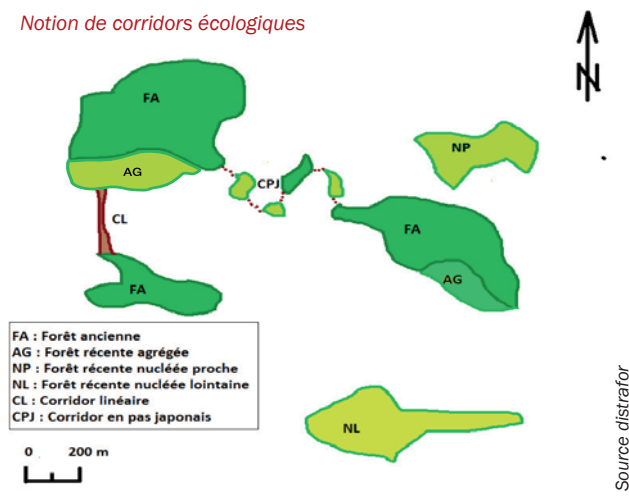 Notion de corridors écologiques
N
FA
AG
NP
CPJ
CL
FA
FA
AG
FA : Forêt ancienne
AG : Forêt récente agrégée
NP : Forêt récente nucléée proche
NL : Forêt récente nucléée lointaine
CL : Corridor linéaire
CPJ : Corridor en pas japonais
NL
0 200 m
Source distrafor